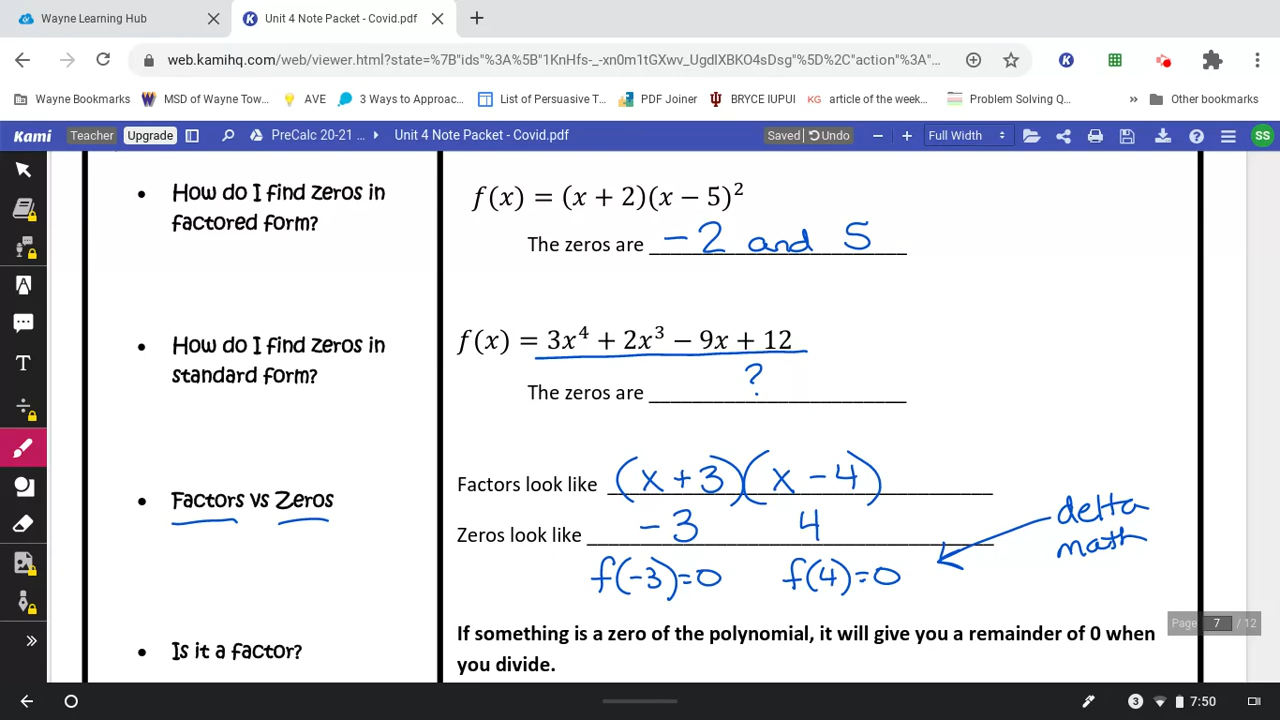 Wayne Learning Hub
Unit 4 Note Packet - Covid.pdf
web.kamihq.com/web/viewer.html?state=%7B"ids"%3A%5B"1KnHfs-_-xn0m1tGXwv_UgdIXBKO4sDsg"%5D%2C"action"%3A"...
Wayne Bookmarks MSD of Wayne Tow... AVE 3 Ways to Approac... List of Persuasive T... PDF Joiner BRYCE IUPUI KG article of the week... Problem Solving Q... » Other bookmarks
Kami Teacher Upgrade PreCalc 20-21 ... Unit 4 Note Packet - Covid.pdf Saved Undo Full Width SS
• How do I find zeros in
factored form?
f(x) = (x + 2)(x − 5)²
The zeros are -2 and 5
• How do I find zeros in
standard form?
f(x) = 3x⁴ + 2x³ − 9x + 12
The zeros are ?
• Factors vs Zeros
Factors look like (x+3)(x-4)
Zeros look like -3 4
f(-3)=0 f(4)=0
delta
math
• Is it a factor?
If something is a zero of the polynomial, it will give you a remainder of 0 when
you divide.
Page 7 / 12
3 7:50